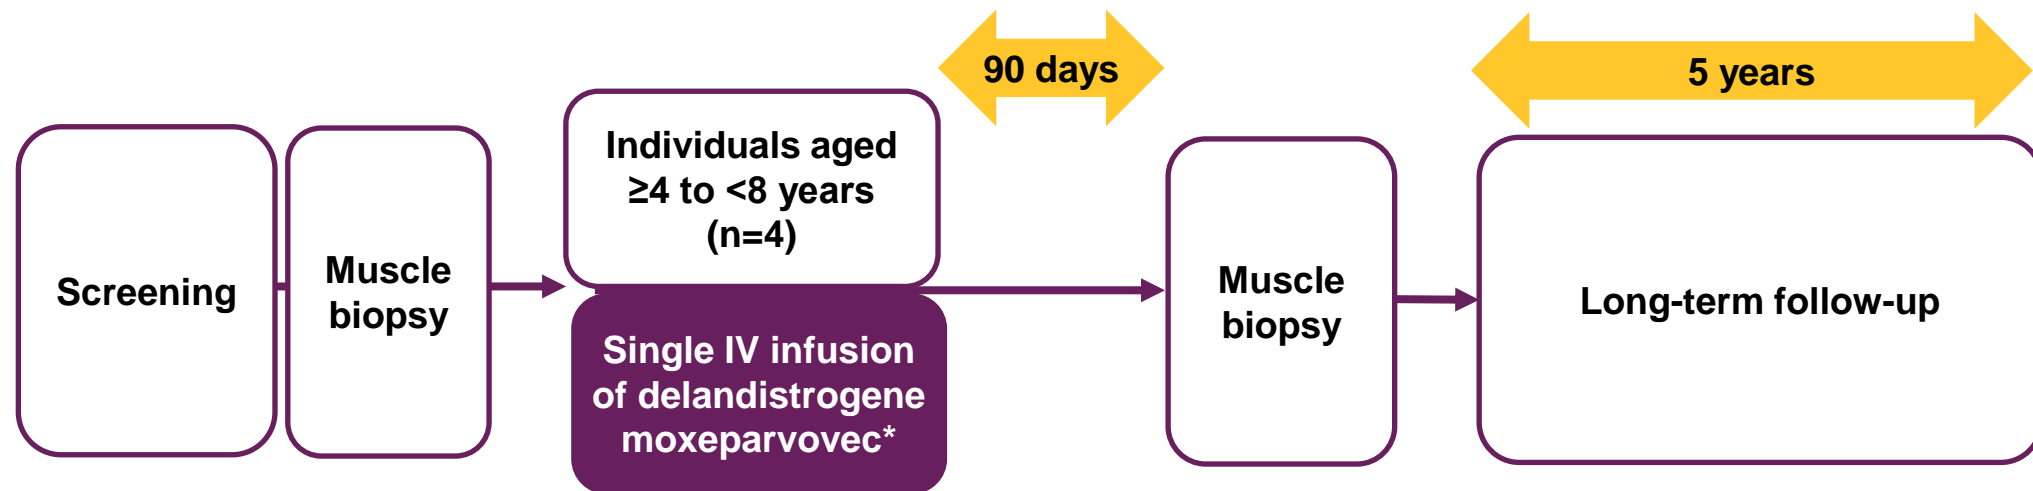 90 days
5 years
Screening
Muscle
biopsy
Individuals aged
≥4 to <8 years
(n=4)
Single IV infusion
of delandistrogene
moxeparvovec*
Muscle
biopsy
Long-term follow-up